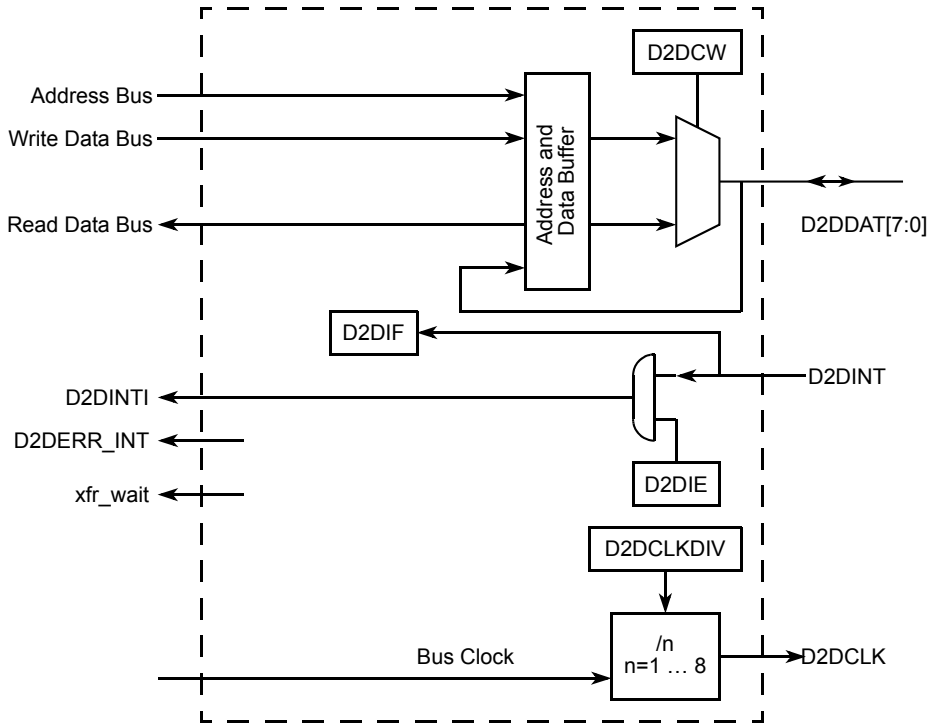 D2DCW
Address Bus
Write Data Bus
Address and
Data Buffer
Read Data Bus
D2DDAT[7:0]
D2DIF
D2DINT
D2DINTI
D2DERR_INT
D2DIE
xfr_wait
D2DCLKDIV
/n
n=1 … 8
Bus Clock
D2DCLK